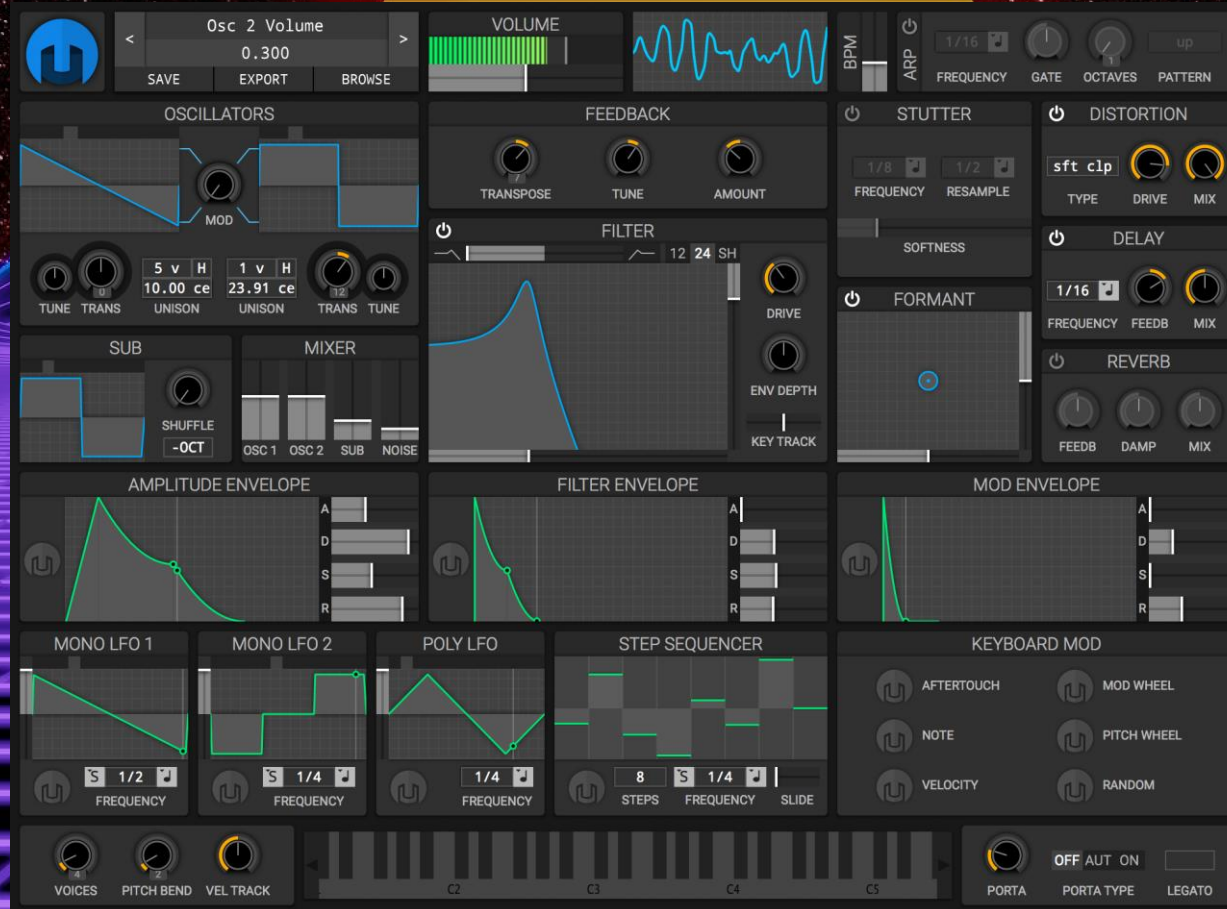 Osc 2 Volume
< 0.300 >
SAVE EXPORT BROWSE
VOLUME
BPM
ARP
1/16
up
FREQUENCY GATE OCTAVES PATTERN
1
OSCILLATORS
MOD
0
5 v H
10.00 ce
1 v H
23.91 ce
12
TUNE TRANS UNISON UNISON TRANS TUNE
FEEDBACK
7
TRANSPOSE TUNE AMOUNT
STUTTER
1/8 1/2
FREQUENCY RESAMPLE
SOFTNESS
DISTORTION
sft clp
TYPE DRIVE MIX
FILTER
12 24 SH
DRIVE
ENV DEPTH
KEY TRACK
DELAY
1/16
FREQUENCY FEEDB MIX
FORMANT
REVERB
FEEDB DAMP MIX
SUB
SHUFFLE
-OCT
MIXER
OSC 1 OSC 2 SUB NOISE
AMPLITUDE ENVELOPE
A
D
S
R
FILTER ENVELOPE
A
D
S
R
MOD ENVELOPE
A
D
S
R
MONO LFO 1
S 1/2
FREQUENCY
MONO LFO 2
S 1/4
FREQUENCY
POLY LFO
1/4
FREQUENCY
STEP SEQUENCER
8 S 1/4
STEPS FREQUENCY SLIDE
KEYBOARD MOD
AFTERTOUCH MOD WHEEL
NOTE PITCH WHEEL
VELOCITY RANDOM
4 2
VOICES PITCH BEND VEL TRACK
C2 C3 C4 C5
OFF AUT ON
PORTA PORTA TYPE LEGATO